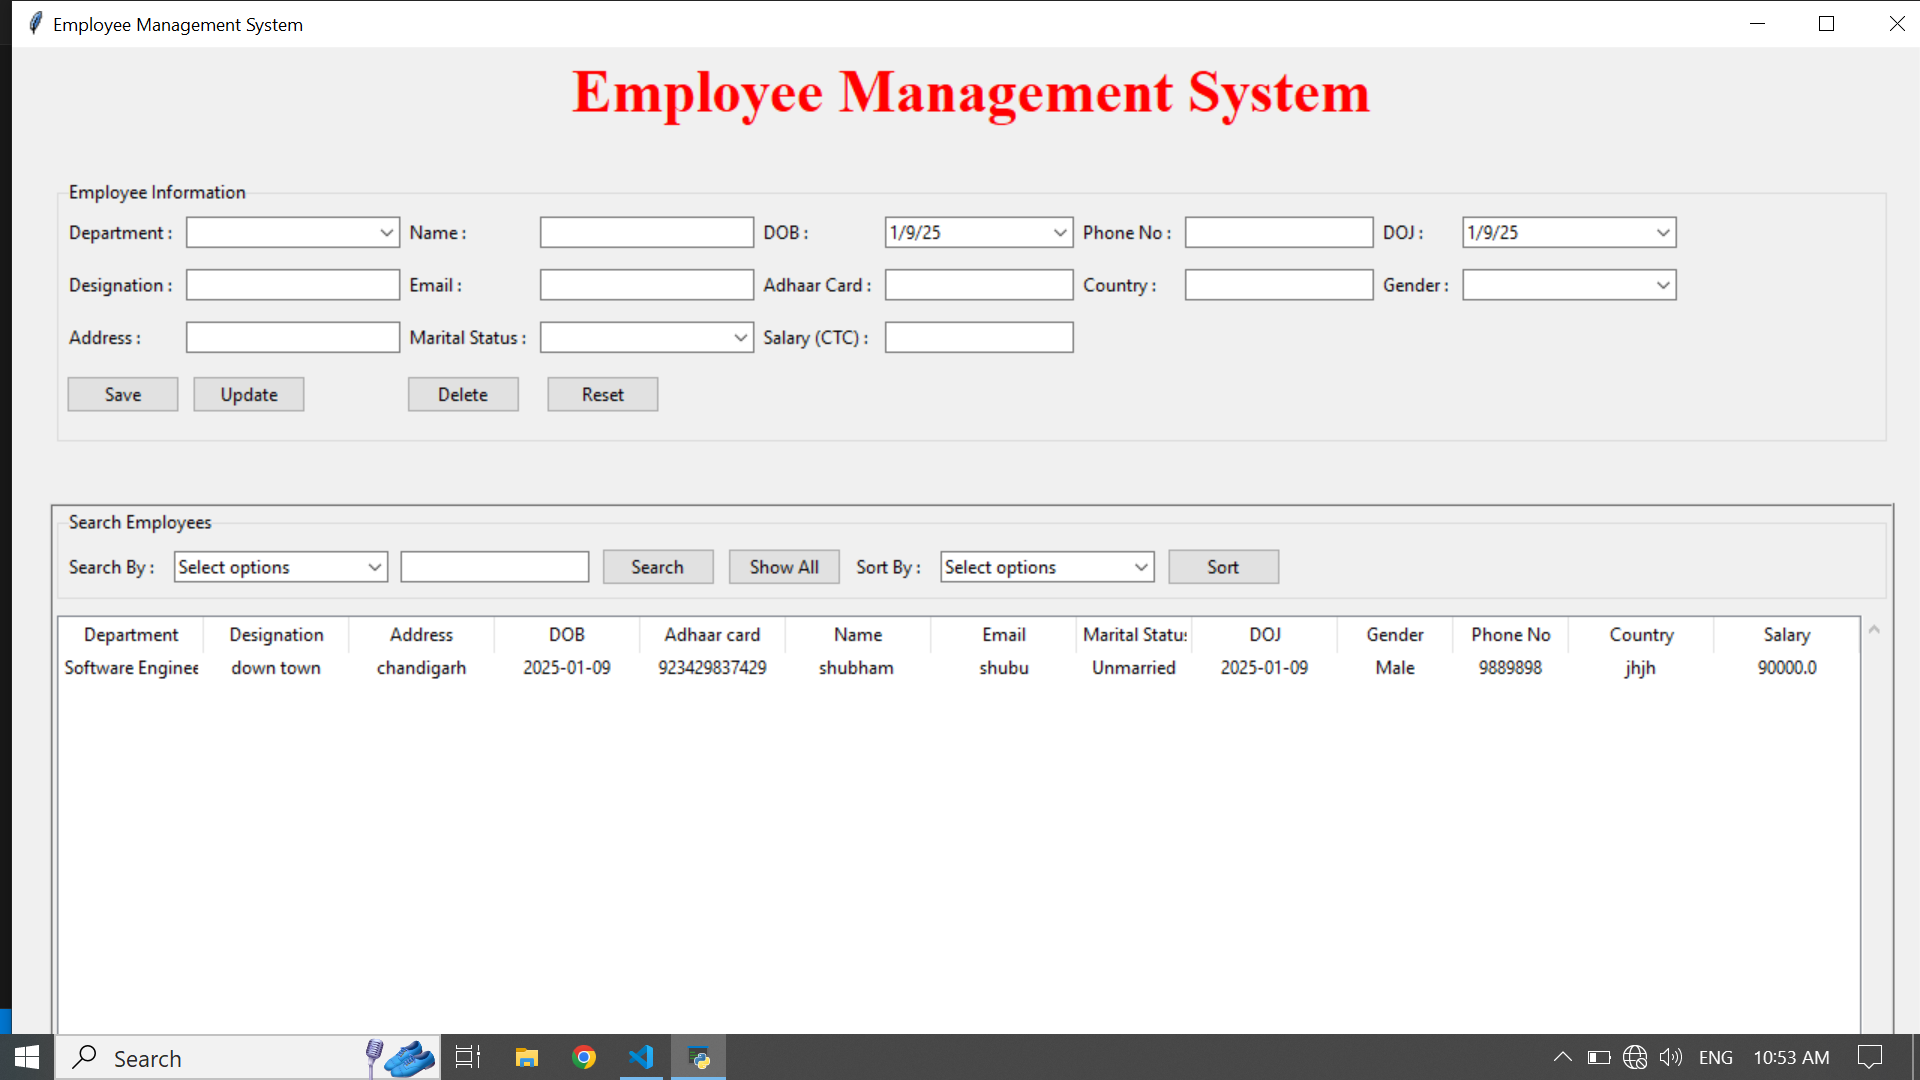 Employee Management System
Employee Management System
Employee Information
Department : Name : DOB : 1/9/25 Phone No : DOJ : 1/9/25
Designation : Email : Adhaar Card : Country : Gender :
Address : Marital Status : Salary (CTC) :
Save Update Delete Reset
Search Employees
Search By : Select options Search Show All Sort By : Select options Sort
Department Designation Address DOB Adhaar card Name Email Marital Status DOJ Gender Phone No Country Salary
Software Enginee down town chandigarh 2025-01-09 923429837429 shubham shubu Unmarried 2025-01-09 Male 9889898 jhjh 90000.0
Search ENG 10:53 AM